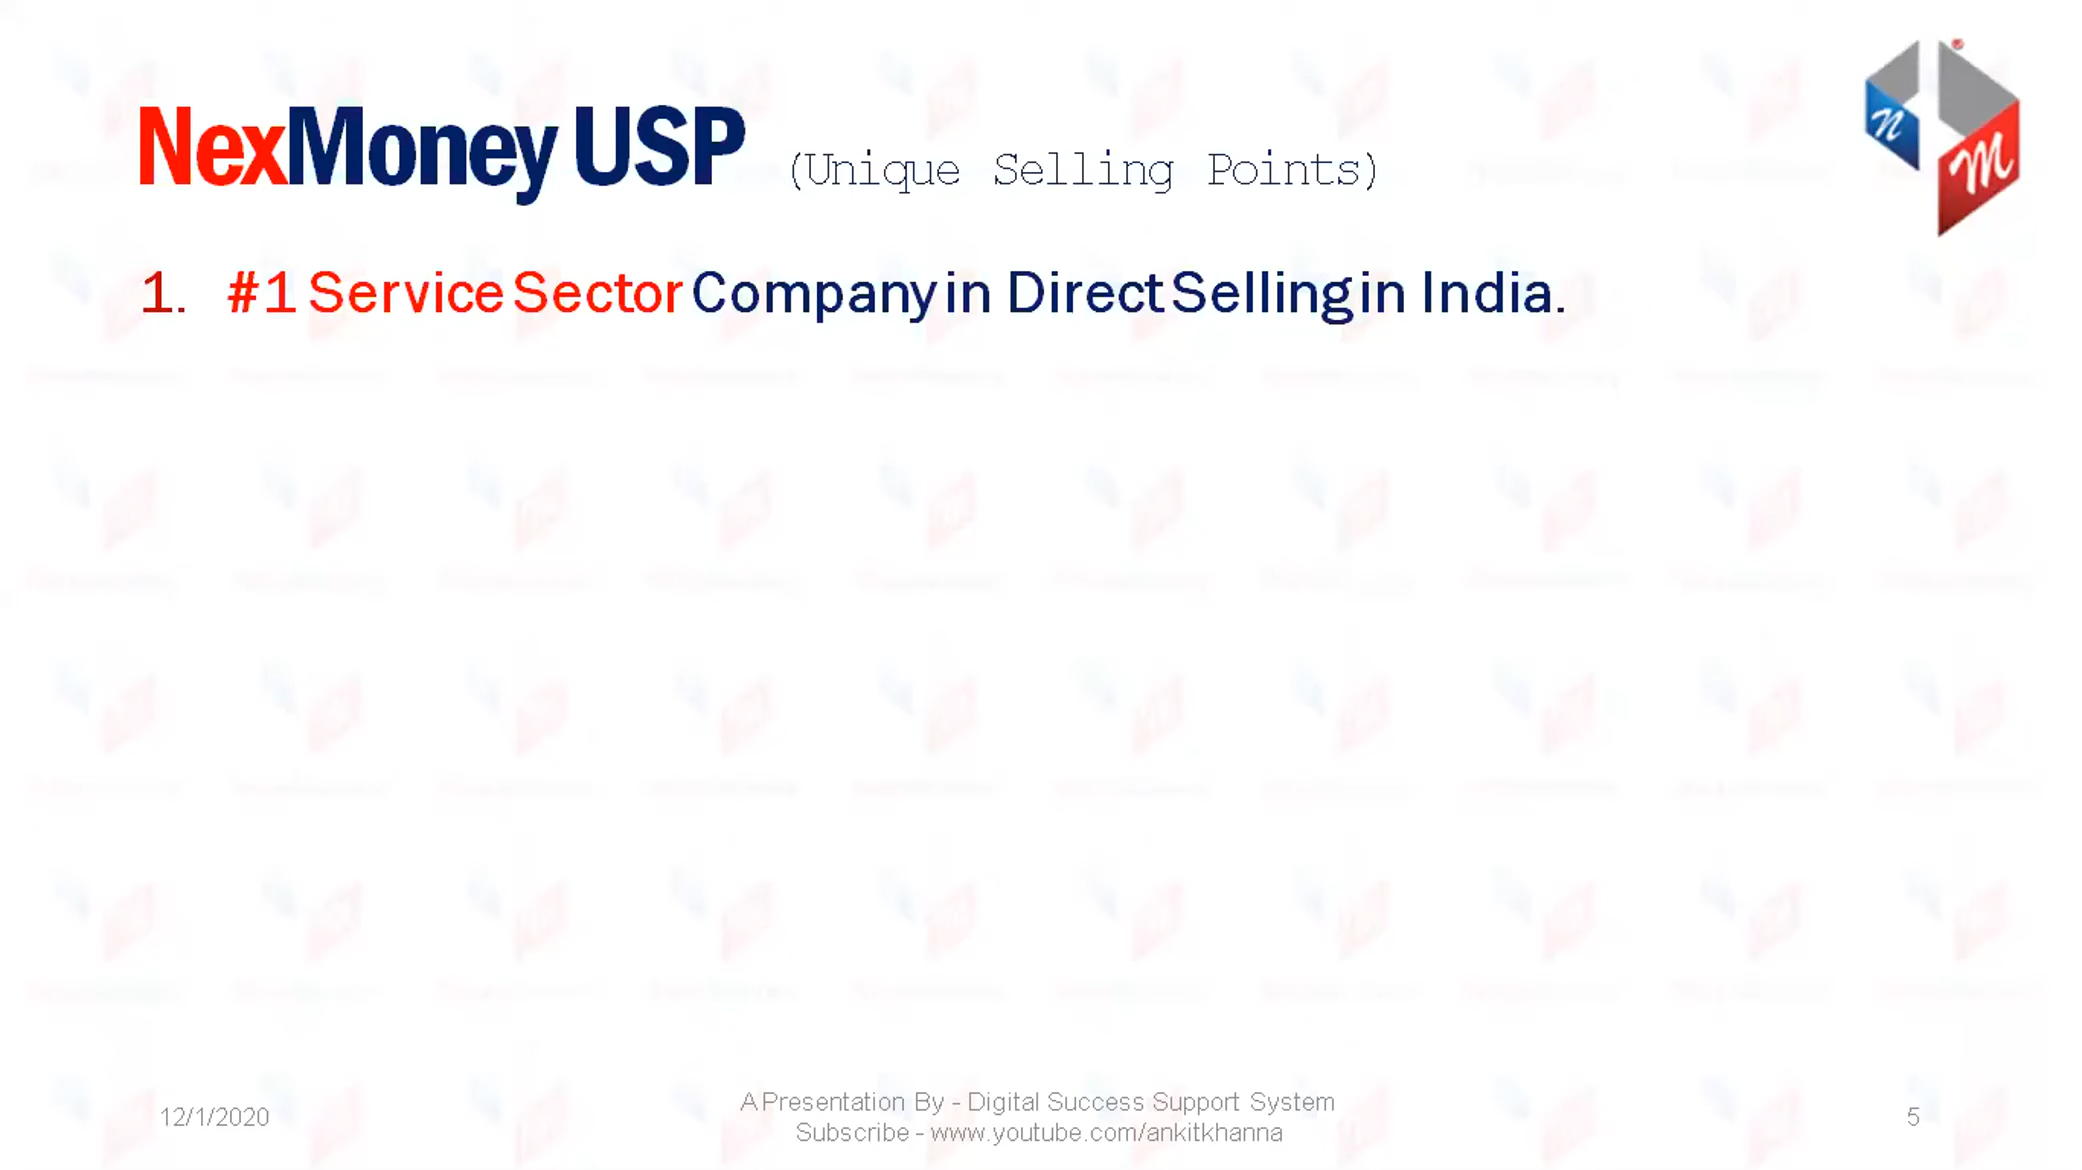 NexMoney USP (Unique Selling Points)
1. #1 Service Sector Company in Direct Selling in India.
n
m
12/1/2020
A Presentation By - Digital Success Support System
Subscribe - www.youtube.com/ankitkhanna
5